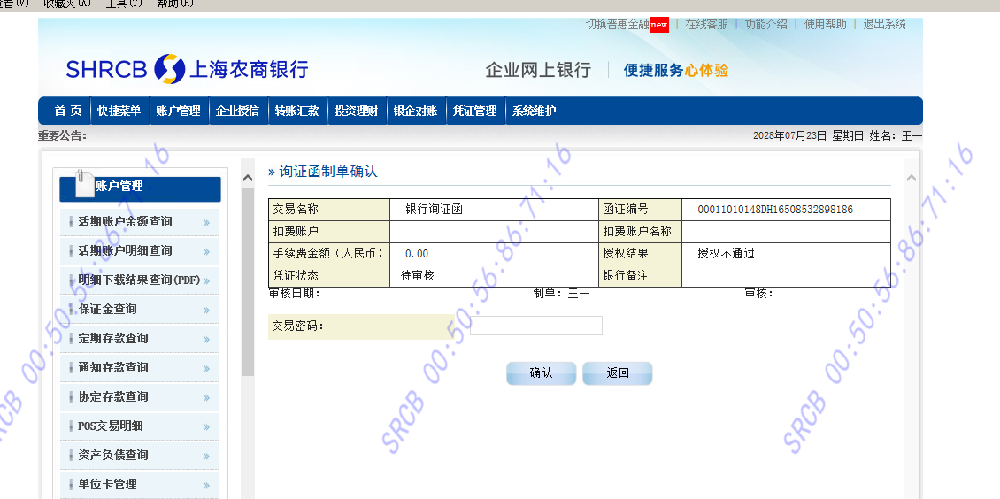 查看(V) 收藏夹(A) 工具(T) 帮助(H)
切换普惠金融new | 在线客服 | 功能介绍 | 使用帮助 | 退出系统
SHRCB 上海农商银行 企业网上银行 便捷服务心体验
首 页 快捷菜单 账户管理 企业授信 转账汇款 投资理财 银企对账 凭证管理 系统维护
重要公告: 2028年07月23日 星期日 姓名: 王一
账户管理
活期账户余额查询 »
活期账户明细查询 »
明细下载结果查询(PDF) »
保证金查询 »
定期存款查询 »
通知存款查询 »
协定存款查询 »
POS交易明细 »
资产负债查询 »
单位卡管理 »
» 询证函制单确认
交易名称 银行询证函 函证编号 00011010148DH16508532898186
扣费账户 扣费账户名称
手续费金额（人民币） 0.00 授权结果 授权不通过
凭证状态 待审核 银行备注
审核日期: 制单: 王一 审核:
交易密码:
确认 返回
SRCB 00:50:56:86:71:16
SRCB 00:50:56:86:71:16
SRCB 00:50:56:86:71:16